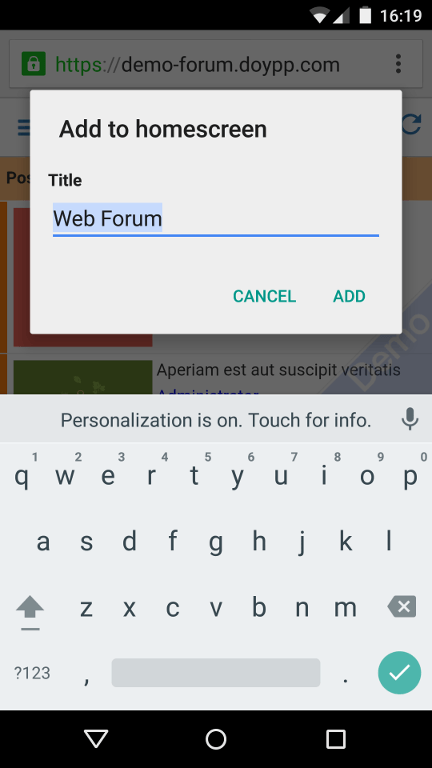 16:19
https://demo-forum.doypp.com
Add to homescreen
Pos
Title
Web Forum
CANCEL ADD
Demo
Aperiam est aut suscipit veritatis
Administrator
Personalization is on. Touch for info.
1 2 3 4 5 6 7 8 9 0
q w e r t y u i o p
a s d f g h j k l
z x c v b n m
?123 , .